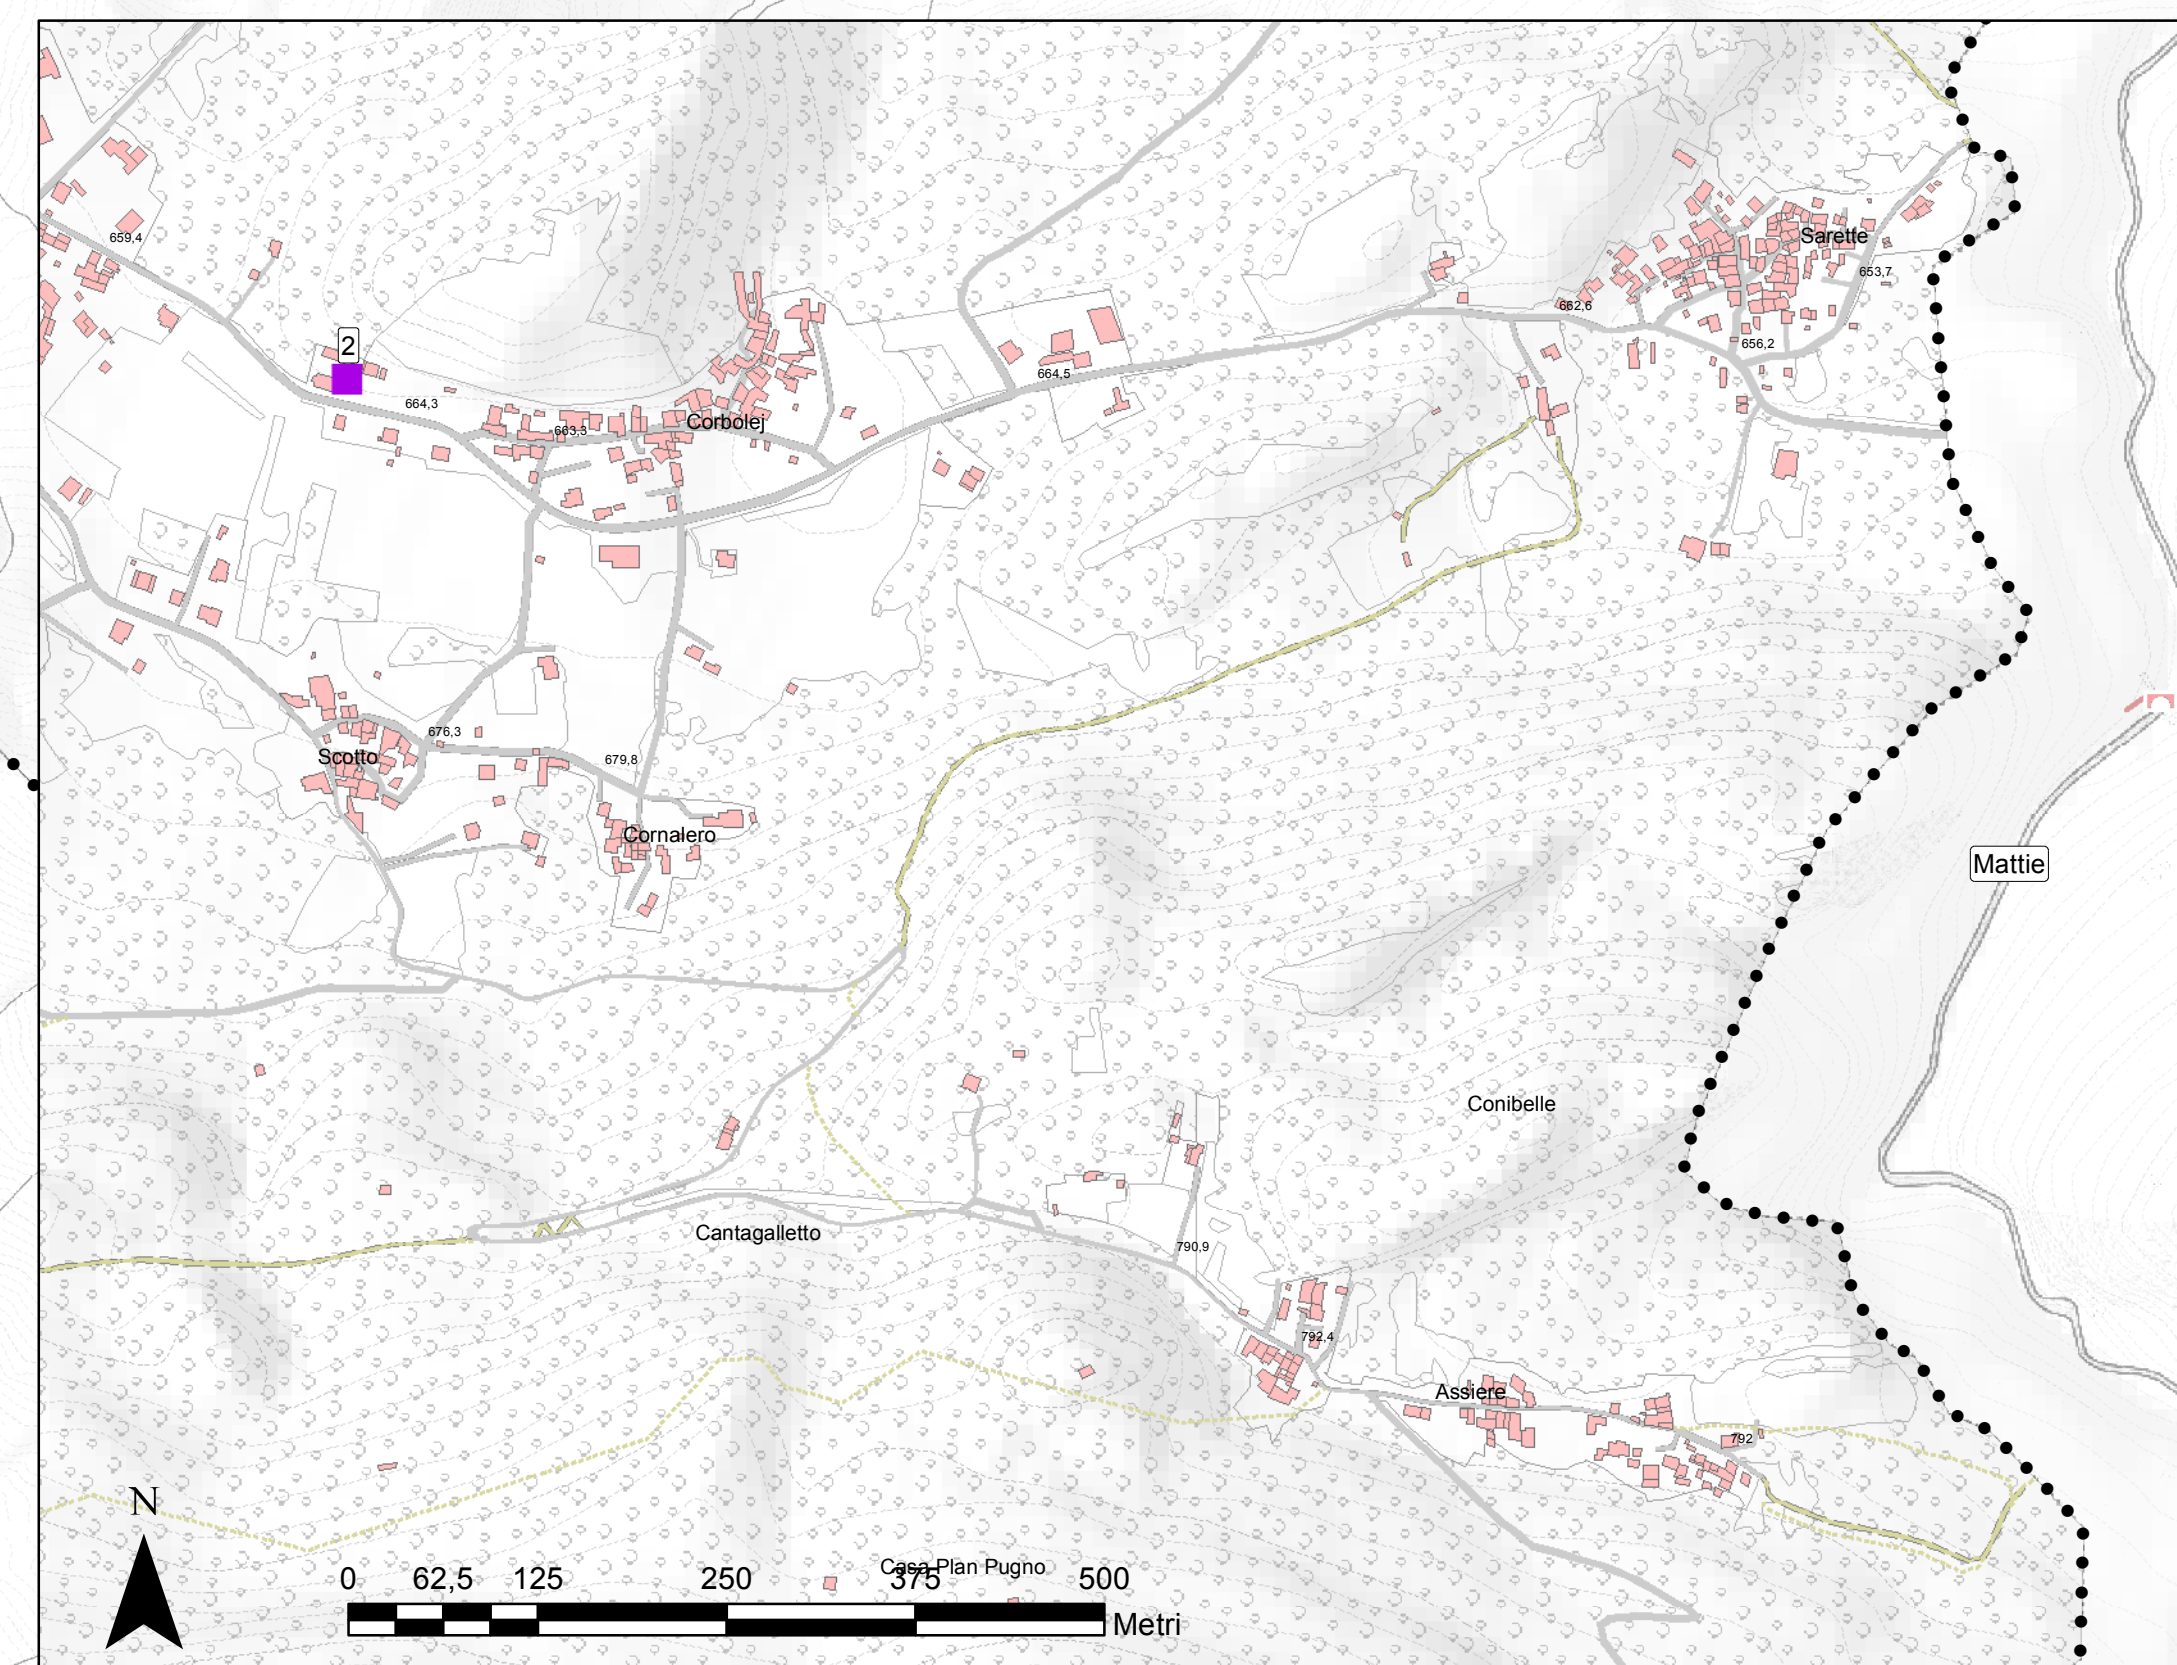 Sarette
659,4
653,7
662,6
2
656,2
664,5
664,3
Corbolej
663,3
676,3
Scotto
679,8
Cornalero
Mattie
Conibelle
Cantagalletto
790,9
792,4
Assiere
792
N
Casa Plan Pugno
0 62,5 125 250 375 500
Metri